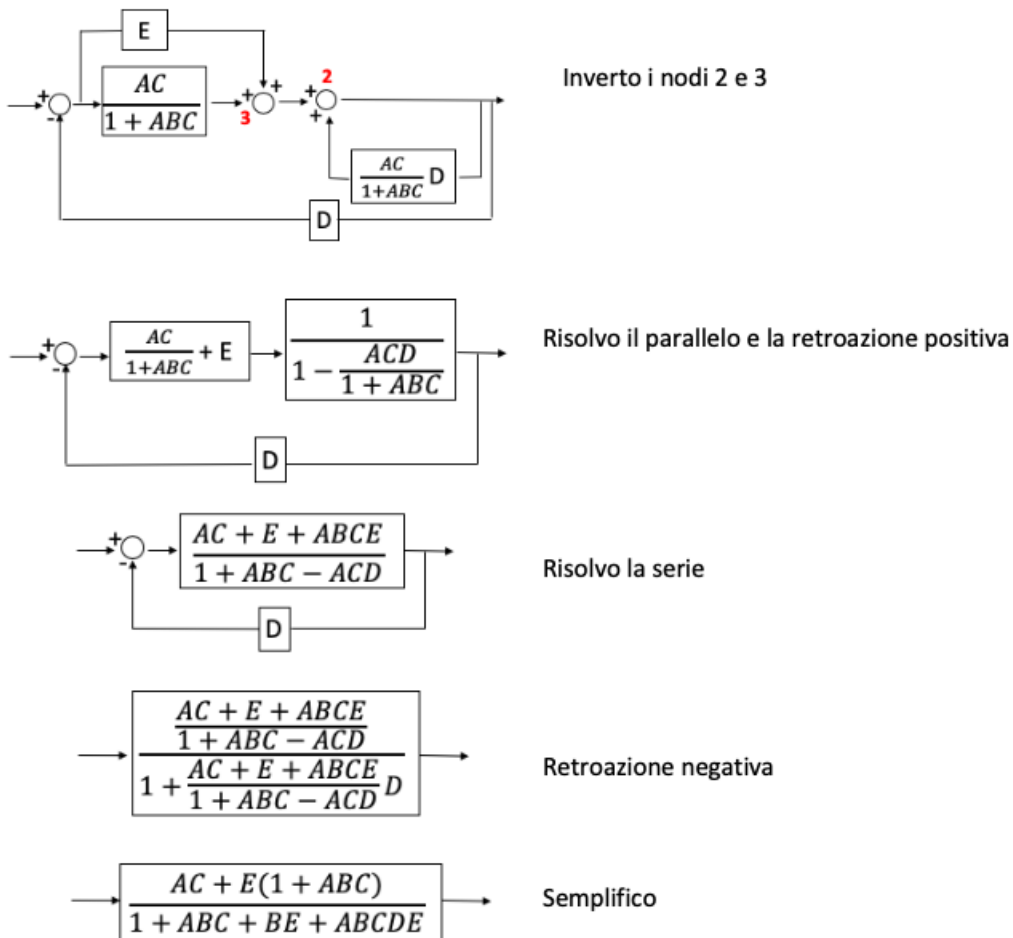 E
AC
1 + ABC
+
-
+
+
3
2
+
+
Inverto i nodi 2 e 3
AC
1+ABC
D
D
+
-
AC
1+ABC
+ E
1
1 −
ACD
1 + ABC
Risolvo il parallelo e la retroazione positiva
D
+
-
AC + E + ABCE
1 + ABC − ACD
Risolvo la serie
D
AC + E + ABCE
1 + ABC − ACD
1 +
AC + E + ABCE
1 + ABC − ACD
D
Retroazione negativa
AC + E(1 + ABC)
1 + ABC + BE + ABCDE
Semplifico